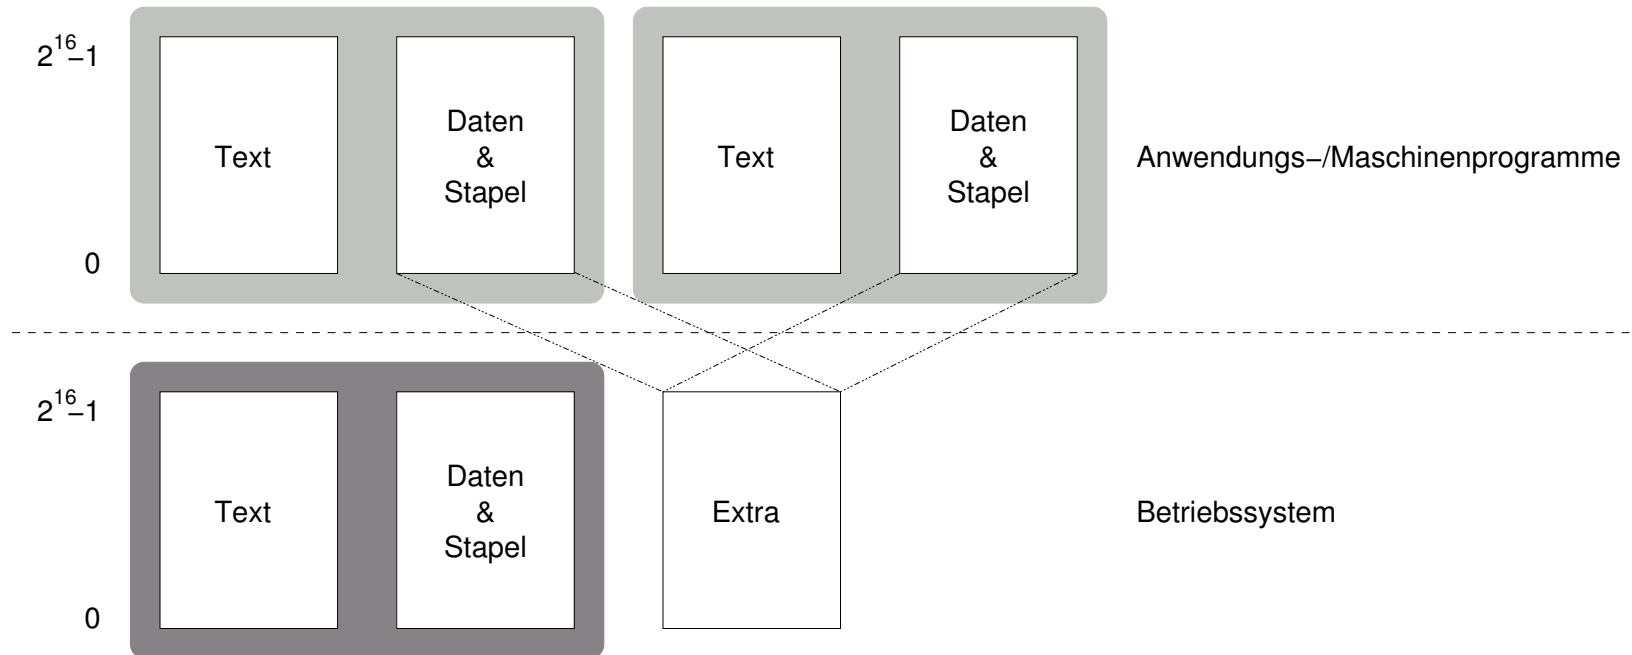 2^16–1
Text
Daten
&
Stapel
Text
Daten
&
Stapel
Anwendungs–/Maschinenprogramme
0
2^16–1
Text
Daten
&
Stapel
Extra
Betriebssystem
0